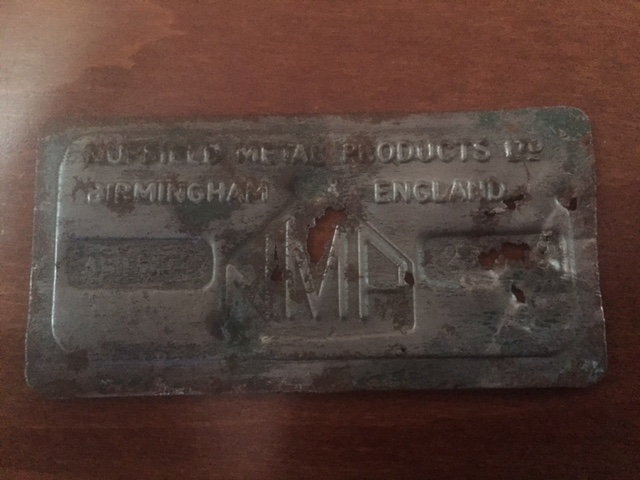 NUFFIELD METAL PRODUCTS LTD
BIRMINGHAM & ENGLAND
NMP